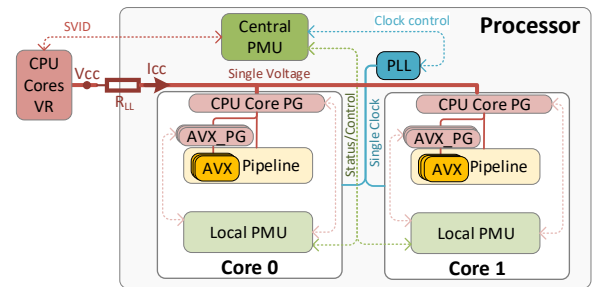 Processor
SVID
Central
PMU
Clock control
CPU
Cores
VR
Vcc
RLL
Icc
Single Voltage
PLL
Status/Control
Single Clock
CPU Core PG
AVX_PG
Pipeline
AVX
Local PMU
Core 0
CPU Core PG
AVX_PG
Pipeline
AVX
Local PMU
Core 1